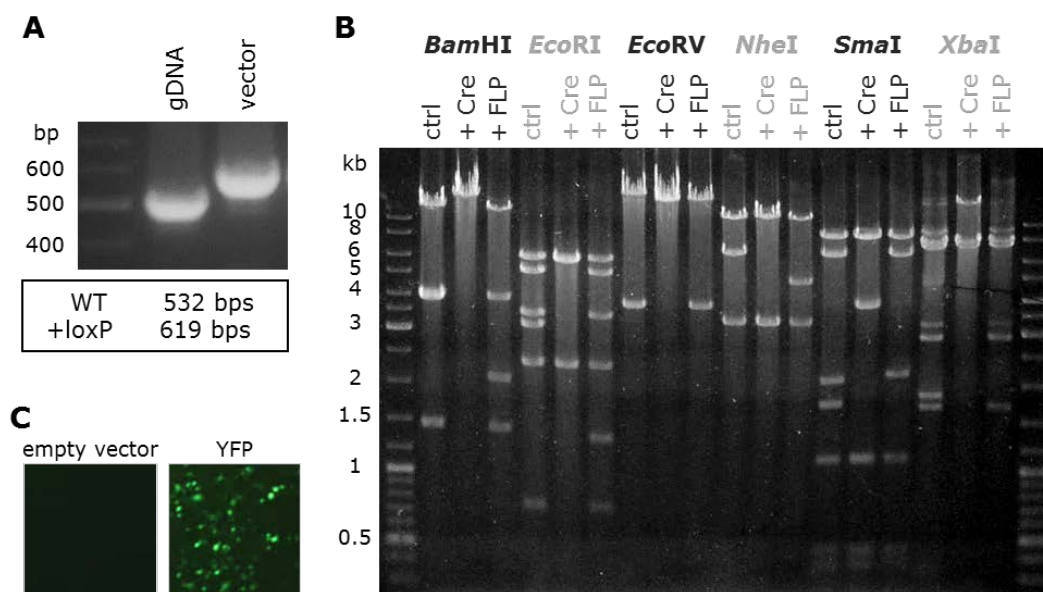 A
gDNA
vector
bp
600
500
400
WT 532 bps
+loxP 619 bps
B
BamHI EcoRI EcoRV NheI SmaI XbaI
ctrl + Cre + FLP ctrl + Cre + FLP ctrl + Cre + FLP ctrl + Cre + FLP ctrl + Cre + FLP ctrl + Cre + FLP
kb
10
8
6
5
4
3
2
1.5
1
0.5
C
empty vector YFP